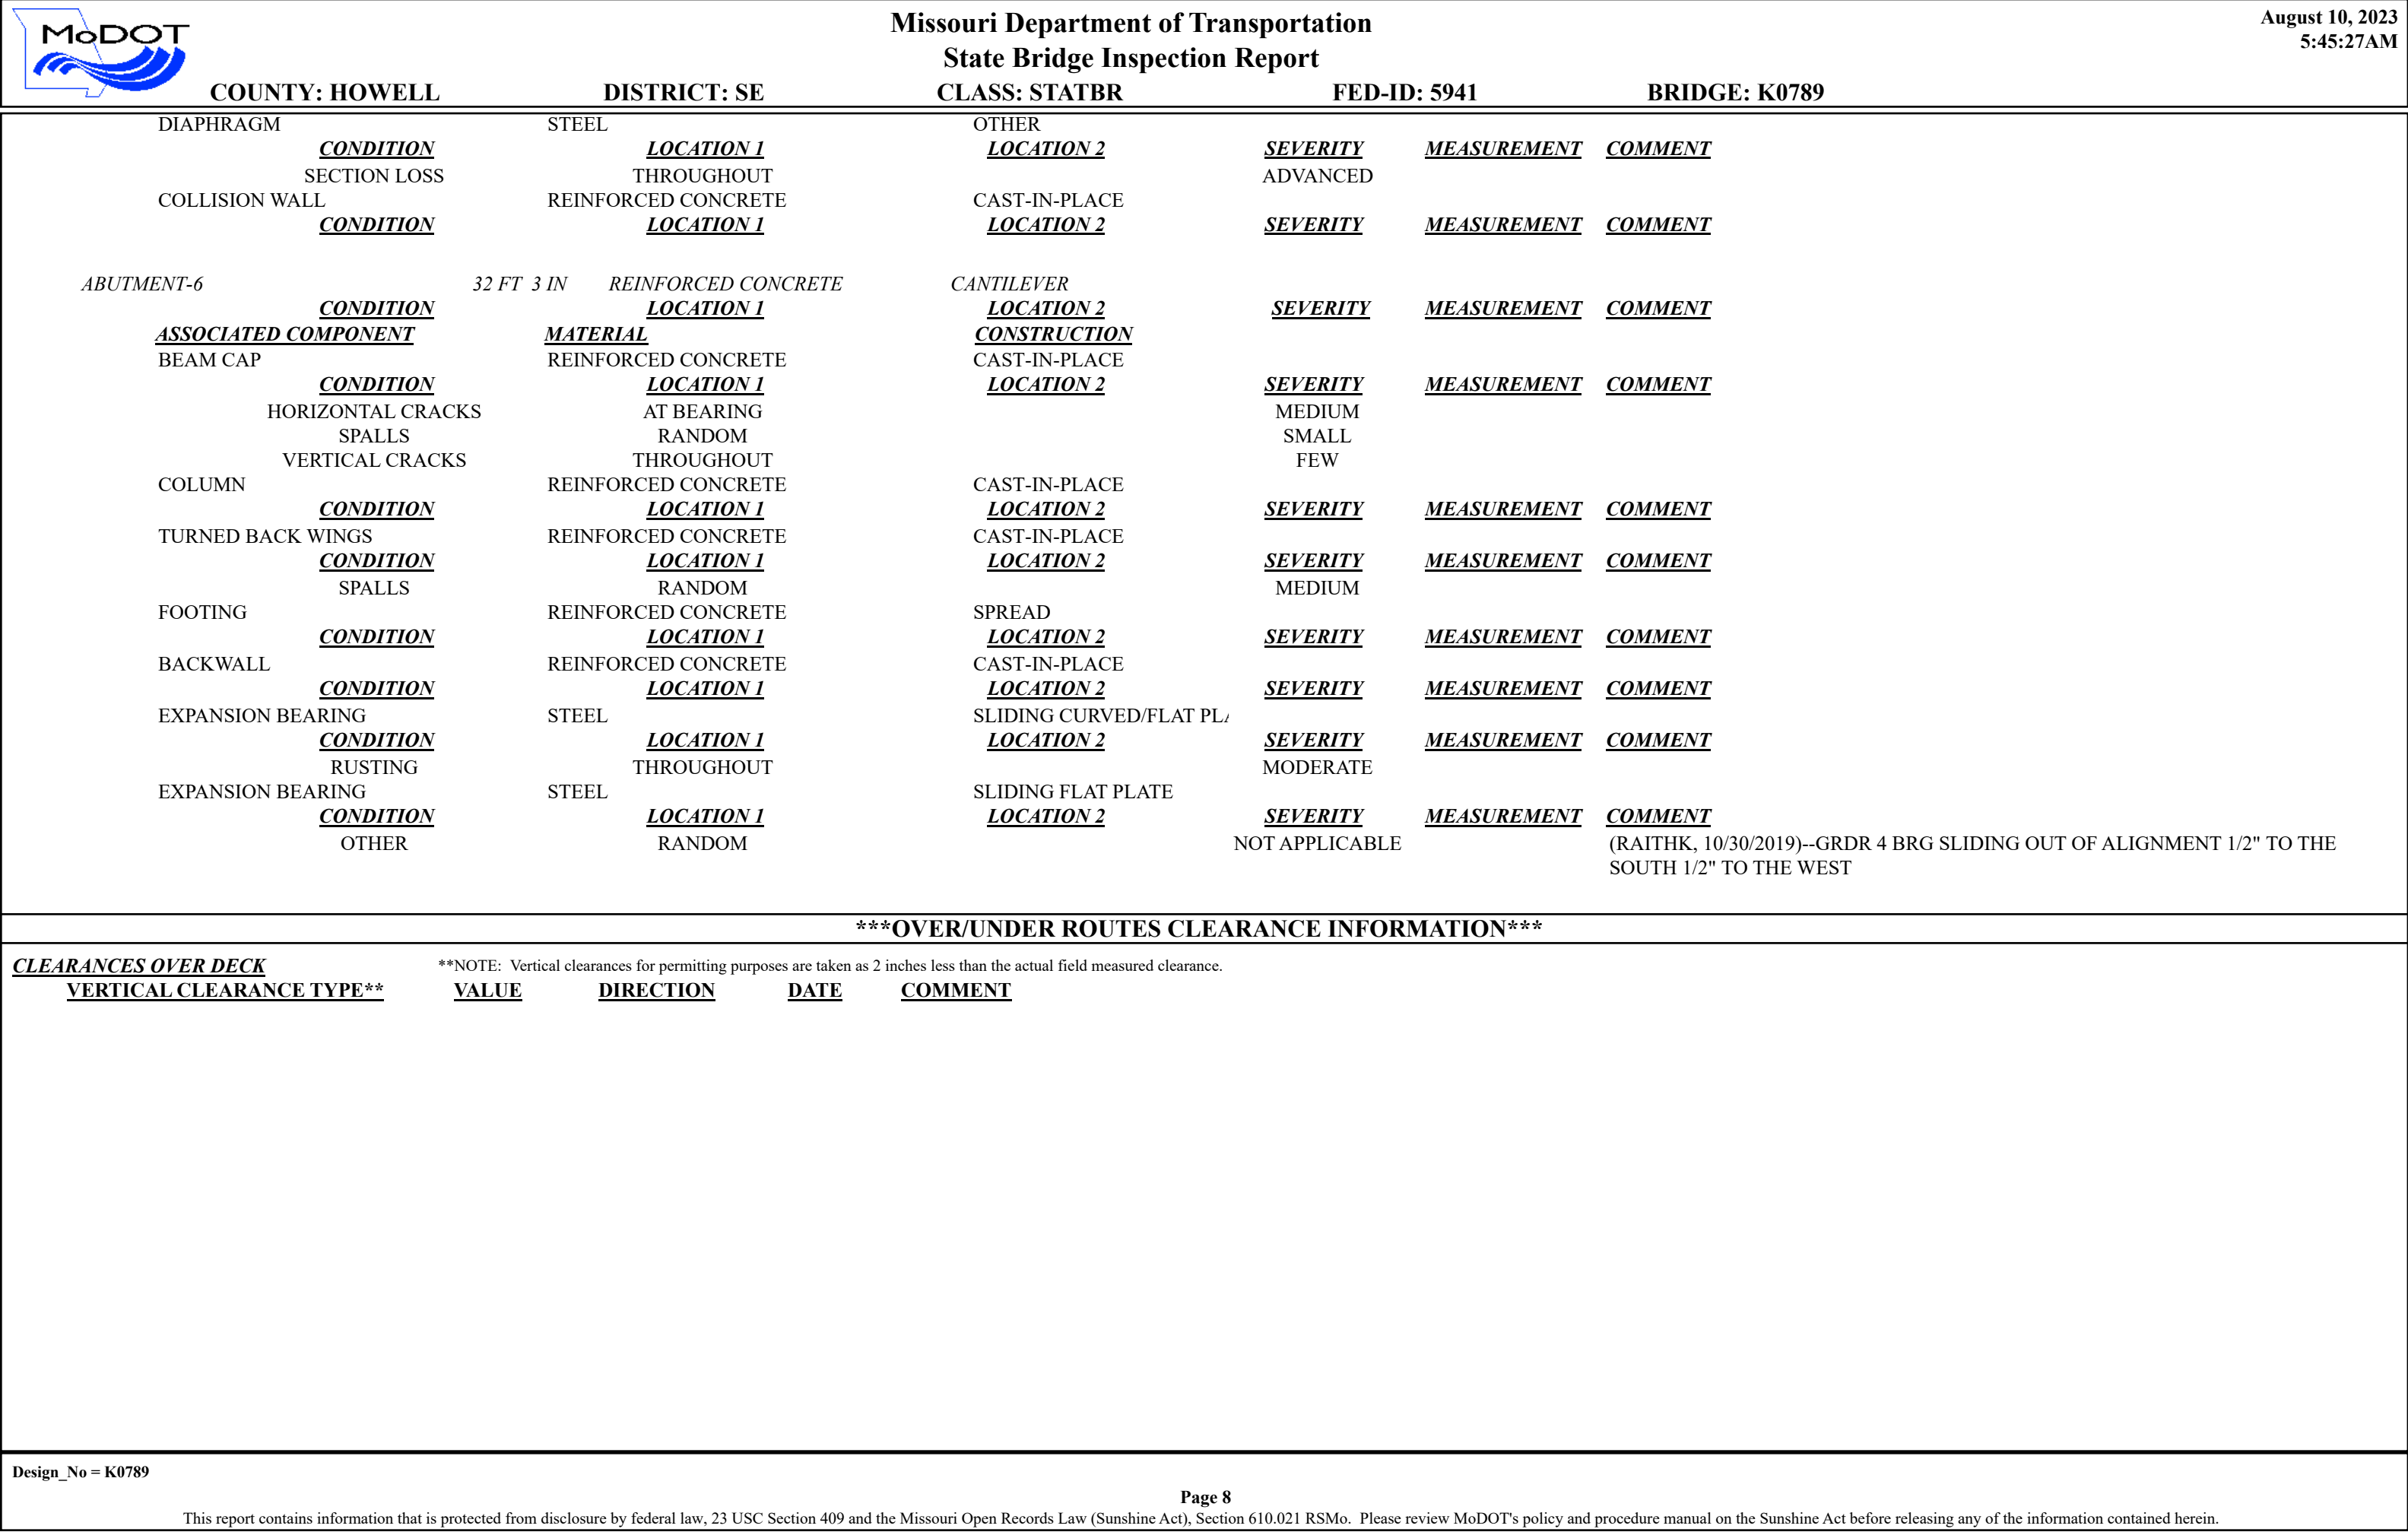 MoDOT
Missouri Department of Transportation
State Bridge Inspection Report
August 10, 2023
5:45:27AM
COUNTY: HOWELL DISTRICT: SE CLASS: STATBR FED-ID: 5941 BRIDGE: K0789
DIAPHRAGM STEEL OTHER
CONDITION LOCATION 1 LOCATION 2 SEVERITY MEASUREMENT COMMENT
SECTION LOSS THROUGHOUT ADVANCED
COLLISION WALL REINFORCED CONCRETE CAST-IN-PLACE
CONDITION LOCATION 1 LOCATION 2 SEVERITY MEASUREMENT COMMENT
ABUTMENT-6 32 FT 3 IN REINFORCED CONCRETE CANTILEVER
CONDITION LOCATION 1 LOCATION 2 SEVERITY MEASUREMENT COMMENT
ASSOCIATED COMPONENT MATERIAL CONSTRUCTION
BEAM CAP REINFORCED CONCRETE CAST-IN-PLACE
CONDITION LOCATION 1 LOCATION 2 SEVERITY MEASUREMENT COMMENT
HORIZONTAL CRACKS AT BEARING MEDIUM
SPALLS RANDOM SMALL
VERTICAL CRACKS THROUGHOUT FEW
COLUMN REINFORCED CONCRETE CAST-IN-PLACE
CONDITION LOCATION 1 LOCATION 2 SEVERITY MEASUREMENT COMMENT
TURNED BACK WINGS REINFORCED CONCRETE CAST-IN-PLACE
CONDITION LOCATION 1 LOCATION 2 SEVERITY MEASUREMENT COMMENT
SPALLS RANDOM MEDIUM
FOOTING REINFORCED CONCRETE SPREAD
CONDITION LOCATION 1 LOCATION 2 SEVERITY MEASUREMENT COMMENT
BACKWALL REINFORCED CONCRETE CAST-IN-PLACE
CONDITION LOCATION 1 LOCATION 2 SEVERITY MEASUREMENT COMMENT
EXPANSION BEARING STEEL SLIDING CURVED/FLAT PL
CONDITION LOCATION 1 LOCATION 2 SEVERITY MEASUREMENT COMMENT
RUSTING THROUGHOUT MODERATE
EXPANSION BEARING STEEL SLIDING FLAT PLATE
CONDITION LOCATION 1 LOCATION 2 SEVERITY MEASUREMENT COMMENT
OTHER RANDOM NOT APPLICABLE (RAITHK, 10/30/2019)--GRDR 4 BRG SLIDING OUT OF ALIGNMENT 1/2" TO THE
SOUTH 1/2" TO THE WEST
***OVER/UNDER ROUTES CLEARANCE INFORMATION***
CLEARANCES OVER DECK **NOTE: Vertical clearances for permitting purposes are taken as 2 inches less than the actual field measured clearance.
VERTICAL CLEARANCE TYPE** VALUE DIRECTION DATE COMMENT
Design_No = K0789
Page 8
This report contains information that is protected from disclosure by federal law, 23 USC Section 409 and the Missouri Open Records Law (Sunshine Act), Section 610.021 RSMo. Please review MoDOT's policy and procedure manual on the Sunshine Act before releasing any of the information contained herein.